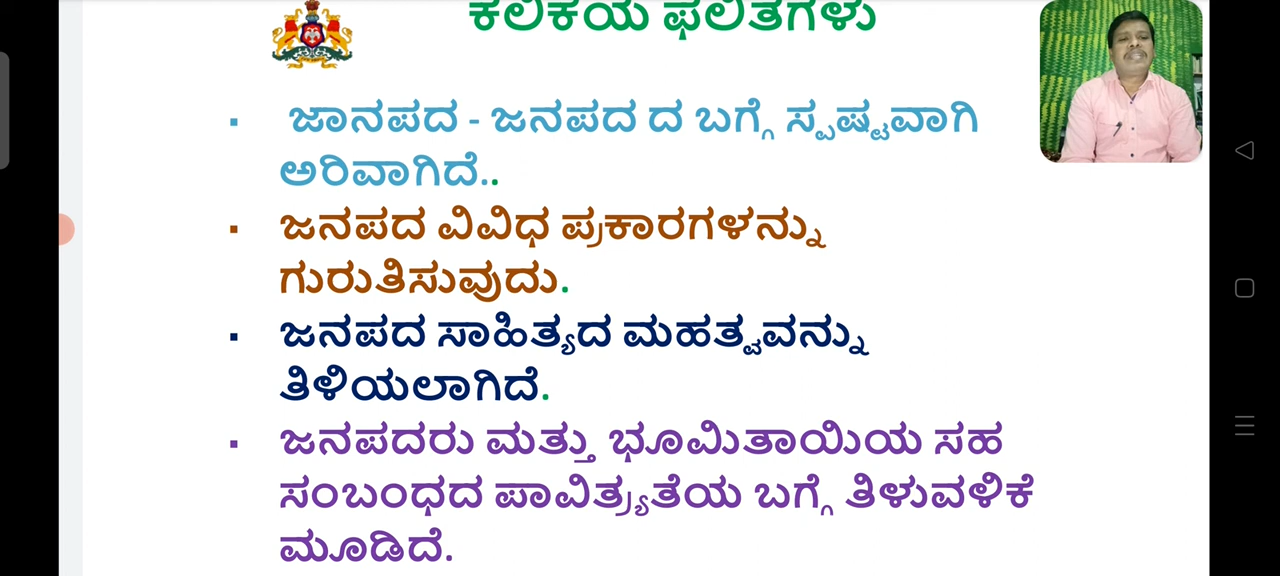 ಕಲಿಕೆಯ ಫಲಿತಗಳು
ಜಾನಪದ - ಜನಪದ ದ ಬಗ್ಗೆ ಸ್ಪಷ್ಟವಾಗಿ
ಅರಿವಾಗಿದೆ..
ಜನಪದ ವಿವಿಧ ಪ್ರಕಾರಗಳನ್ನು
ಗುರುತಿಸುವುದು.
ಜನಪದ ಸಾಹಿತ್ಯದ ಮಹತ್ವವನ್ನು
ತಿಳಿಯಲಾಗಿದೆ.
ಜನಪದರು ಮತ್ತು ಭೂಮಿತಾಯಿಯ ಸಹ
ಸಂಬಂಧದ ಪಾವಿತ್ರ್ಯತೆಯ ಬಗ್ಗೆ ತಿಳುವಳಿಕೆ
ಮೂಡಿದೆ.